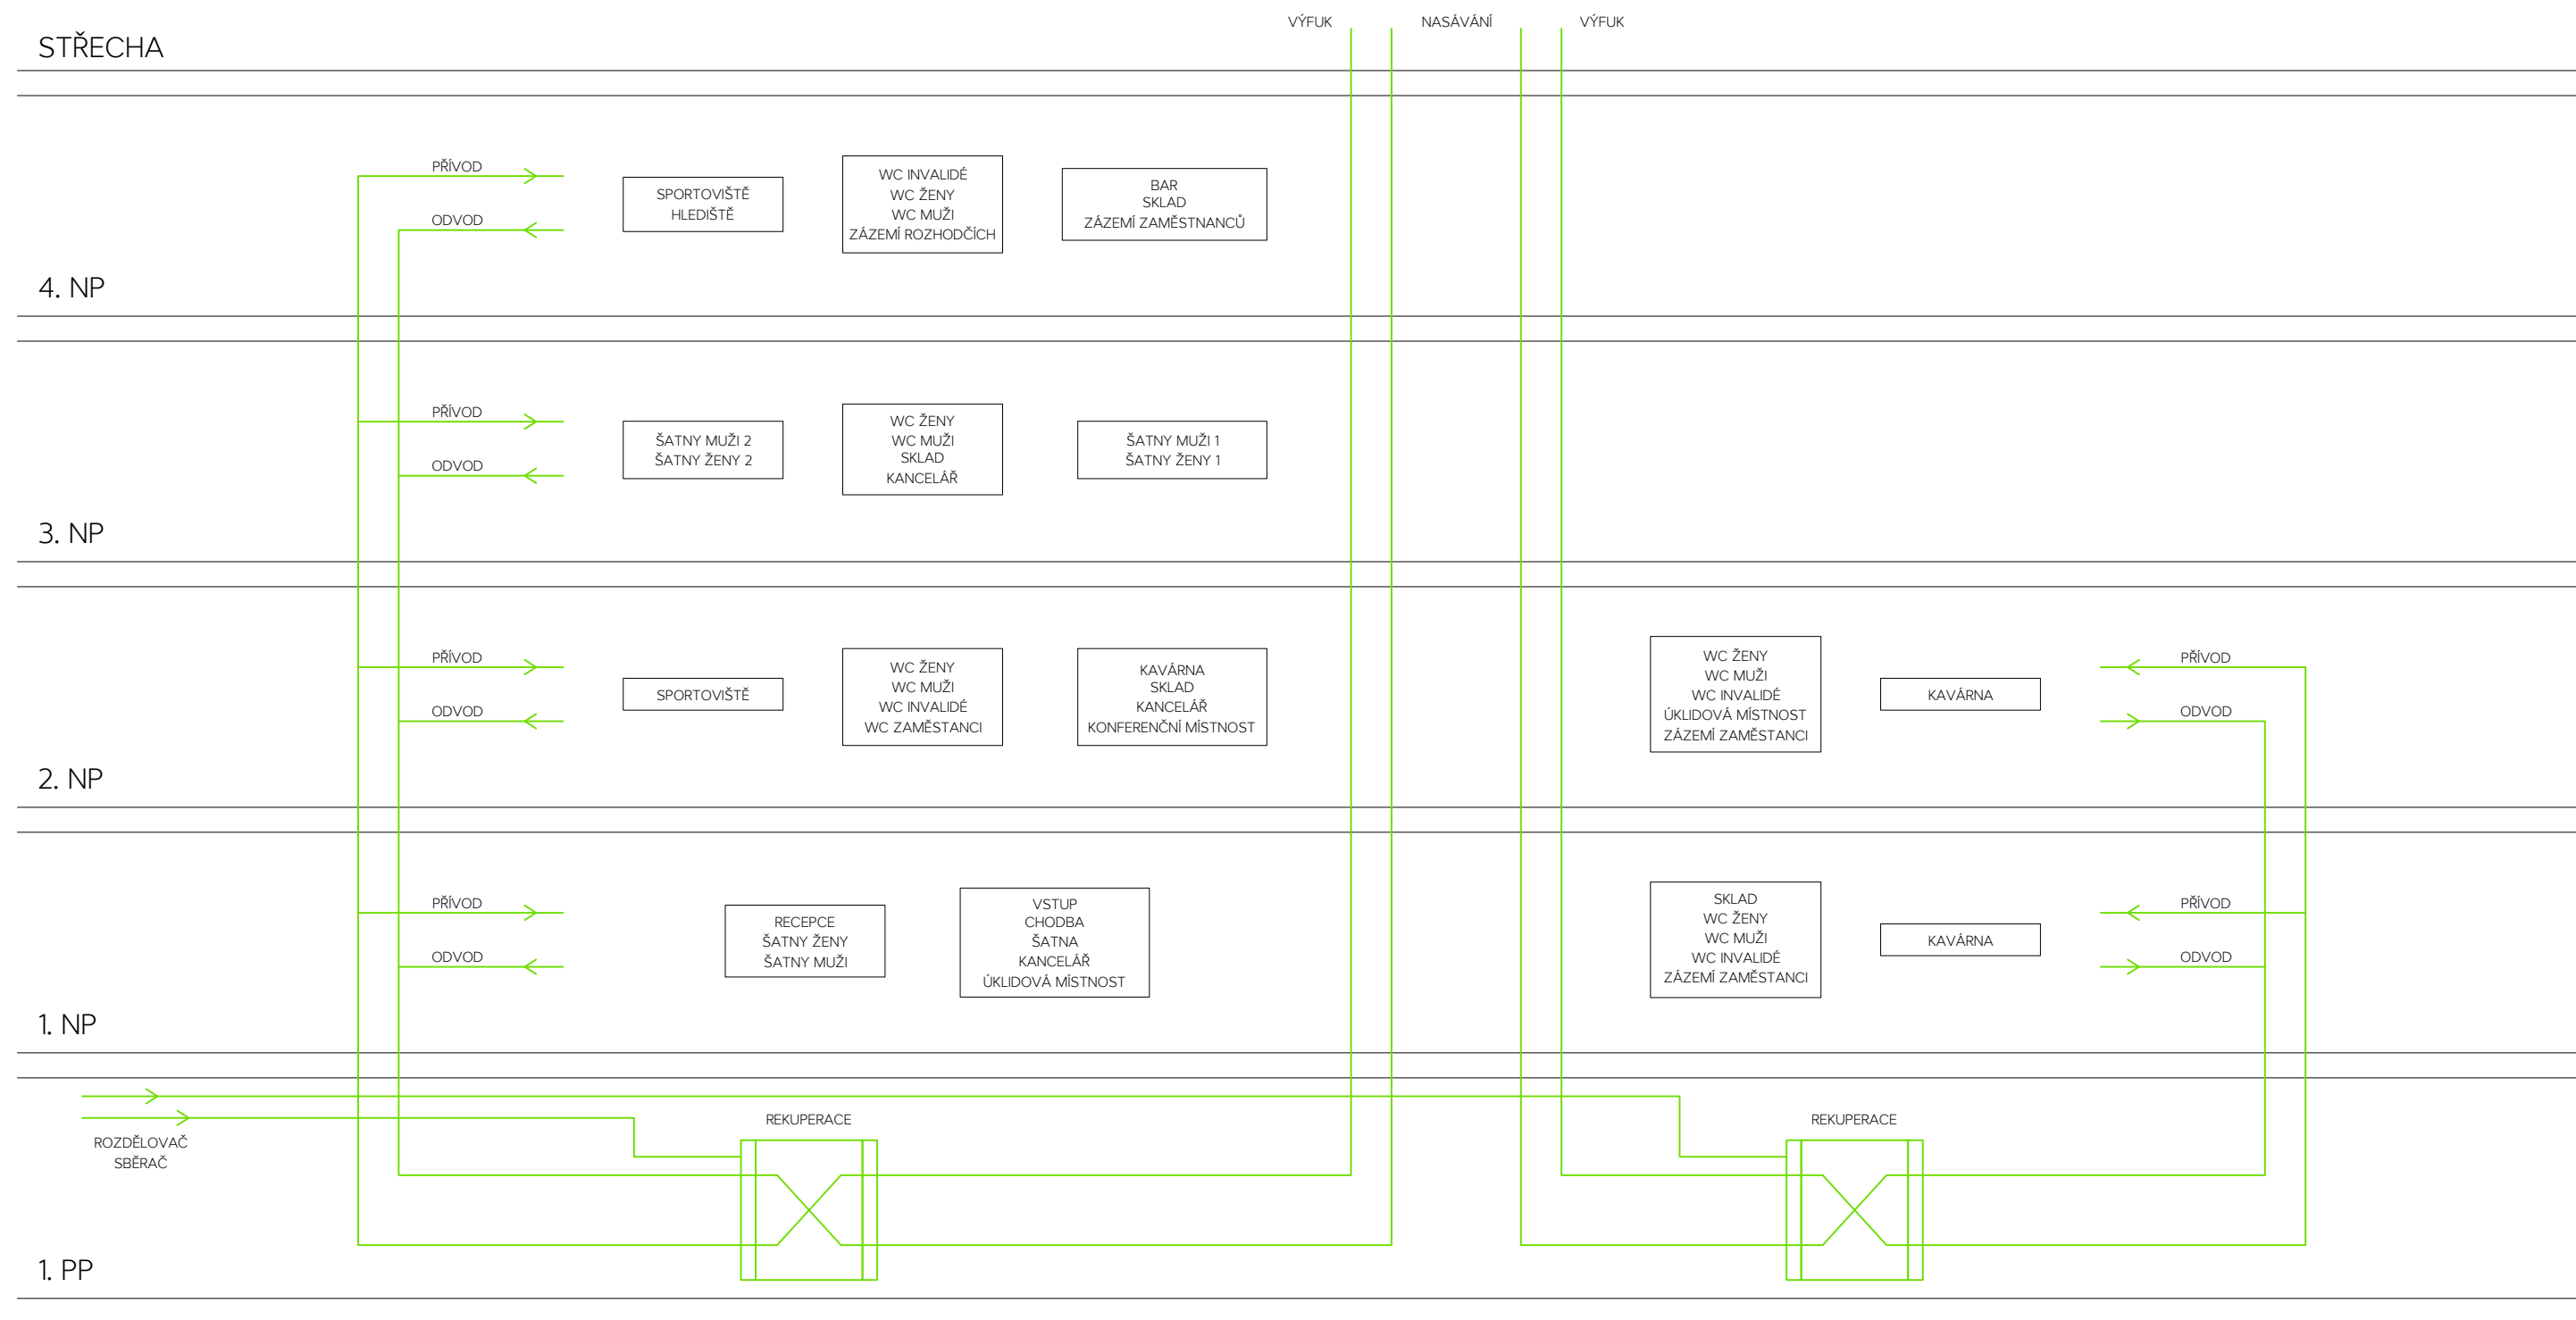 VÝFUK
NASÁVÁNÍ
VÝFUK
STŘECHA
PŘÍVOD
ODVOD
SPORTOVIŠTĚ
HLEDIŠTĚ
WC INVALIDÉ
WC ŽENY
WC MUŽI
ZÁZEMÍ ROZHODČÍCH
BAR
SKLAD
ZÁZEMÍ ZAMĚSTNANCŮ
4. NP
PŘÍVOD
ODVOD
ŠATNY MUŽI 2
ŠATNY ŽENY 2
WC ŽENY
WC MUŽI
SKLAD
KANCELÁŘ
ŠATNY MUŽI 1
ŠATNY ŽENY 1
3. NP
PŘÍVOD
ODVOD
SPORTOVIŠTĚ
WC ŽENY
WC MUŽI
WC INVALIDÉ
WC ZAMĚSTANCI
KAVÁRNA
SKLAD
KANCELÁŘ
KONFERENČNÍ MÍSTNOST
WC ŽENY
WC MUŽI
WC INVALIDÉ
ÚKLIDOVÁ MÍSTNOST
ZÁZEMÍ ZAMĚSTANCI
KAVÁRNA
PŘÍVOD
ODVOD
2. NP
PŘÍVOD
ODVOD
RECEPCE
ŠATNY ŽENY
ŠATNY MUŽI
VSTUP
CHODBA
ŠATNA
KANCELÁŘ
ÚKLIDOVÁ MÍSTNOST
SKLAD
WC ŽENY
WC MUŽI
WC INVALIDÉ
ZÁZEMÍ ZAMĚSTANCI
KAVÁRNA
PŘÍVOD
ODVOD
1. NP
ROZDĚLOVAČ
SBĚRAČ
REKUPERACE
REKUPERACE
1. PP